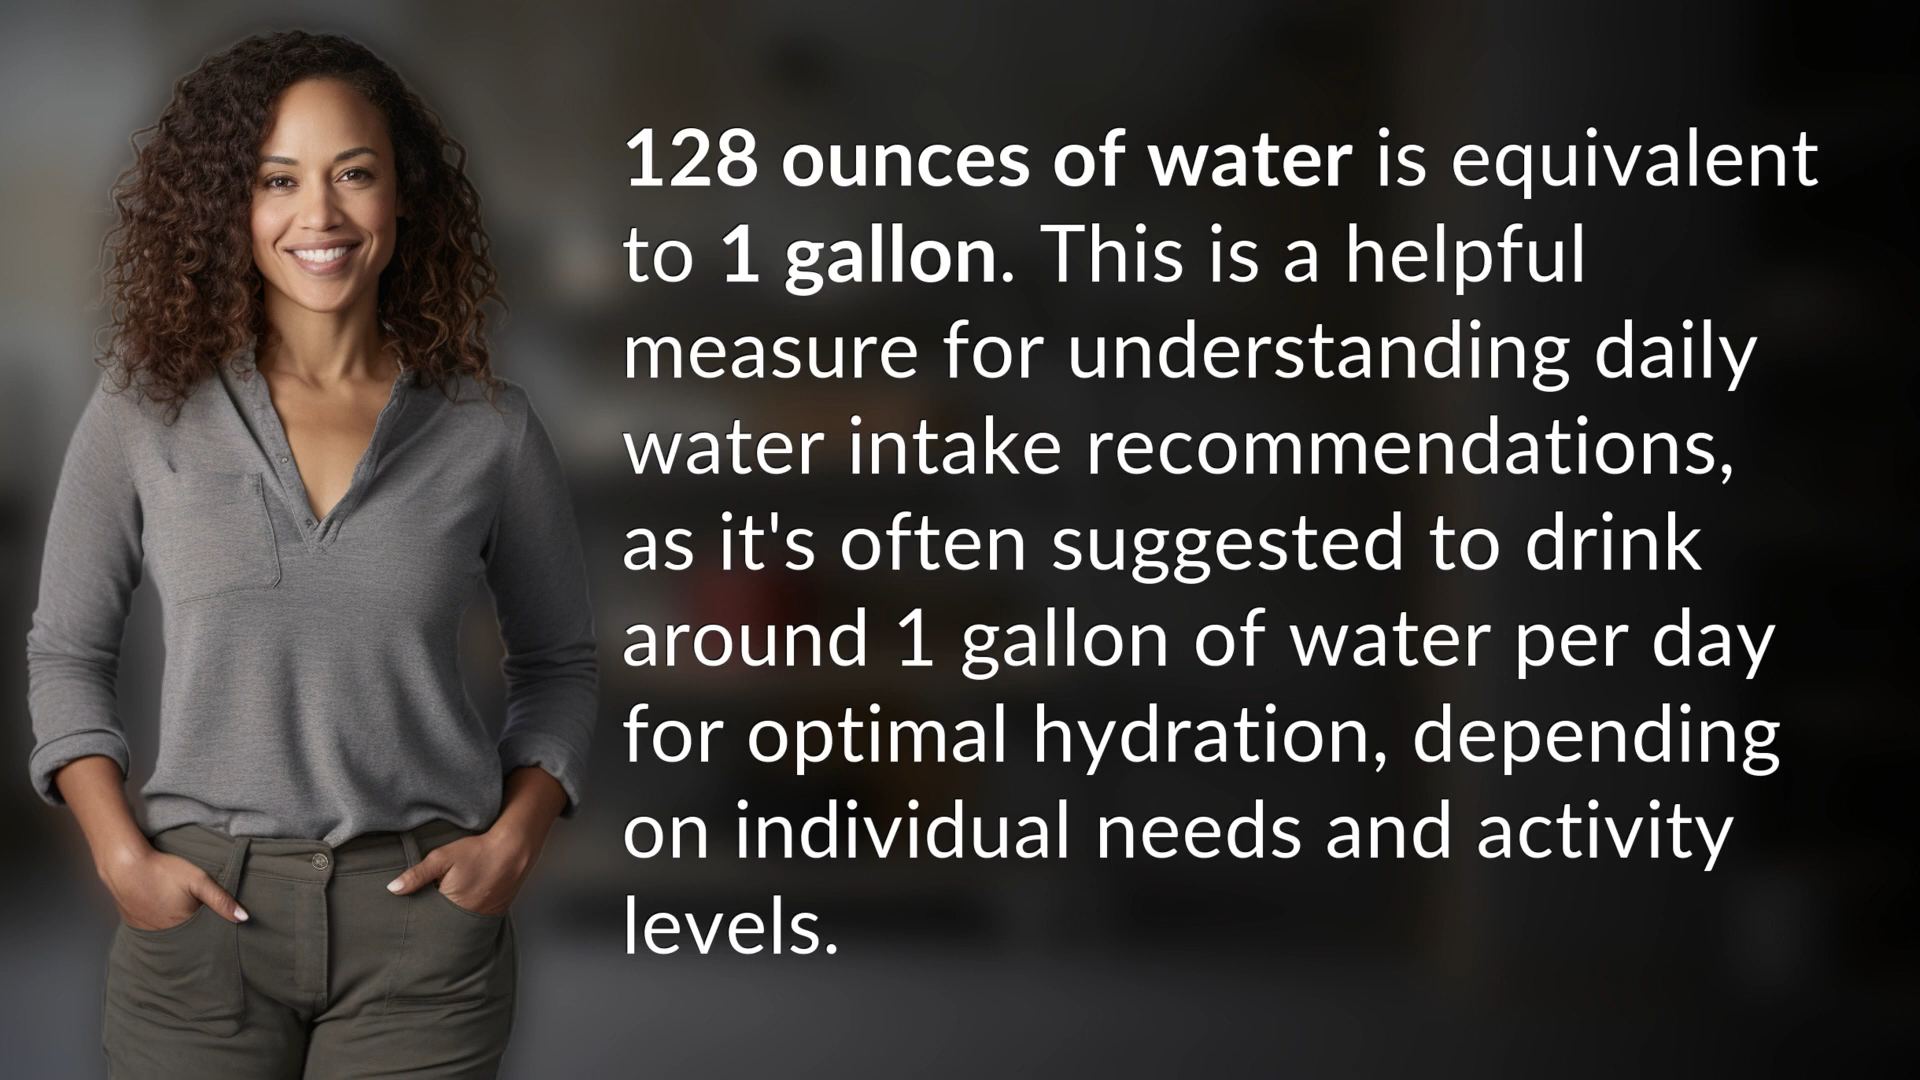 128 ounces of water is equivalent
to 1 gallon. This is a helpful
measure for understanding daily
water intake recommendations,
as it's often suggested to drink
around 1 gallon of water per day
for optimal hydration, depending
on individual needs and activity
levels.